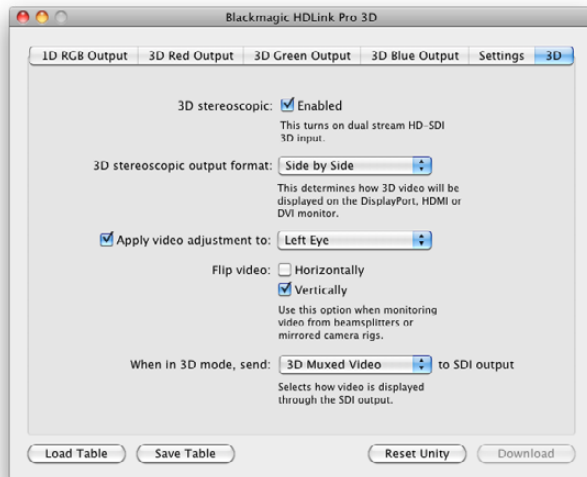 Blackmagic HDLink Pro 3D
1D RGB Output 3D Red Output 3D Green Output 3D Blue Output Settings 3D
3D stereoscopic: Enabled
This turns on dual stream HD-SDI
3D input.
3D stereoscopic output format: Side by Side
This determines how 3D video will be
displayed on the DisplayPort, HDMI or
DVI monitor.
Apply video adjustment to: Left Eye
Flip video: Horizontally
Vertically
Use this option when monitoring
video from beamsplitters or
mirrored camera rigs.
When in 3D mode, send: 3D Muxed Video to SDI output
Selects how video is displayed
through the SDI output.
Load Table Save Table Reset Unity Download